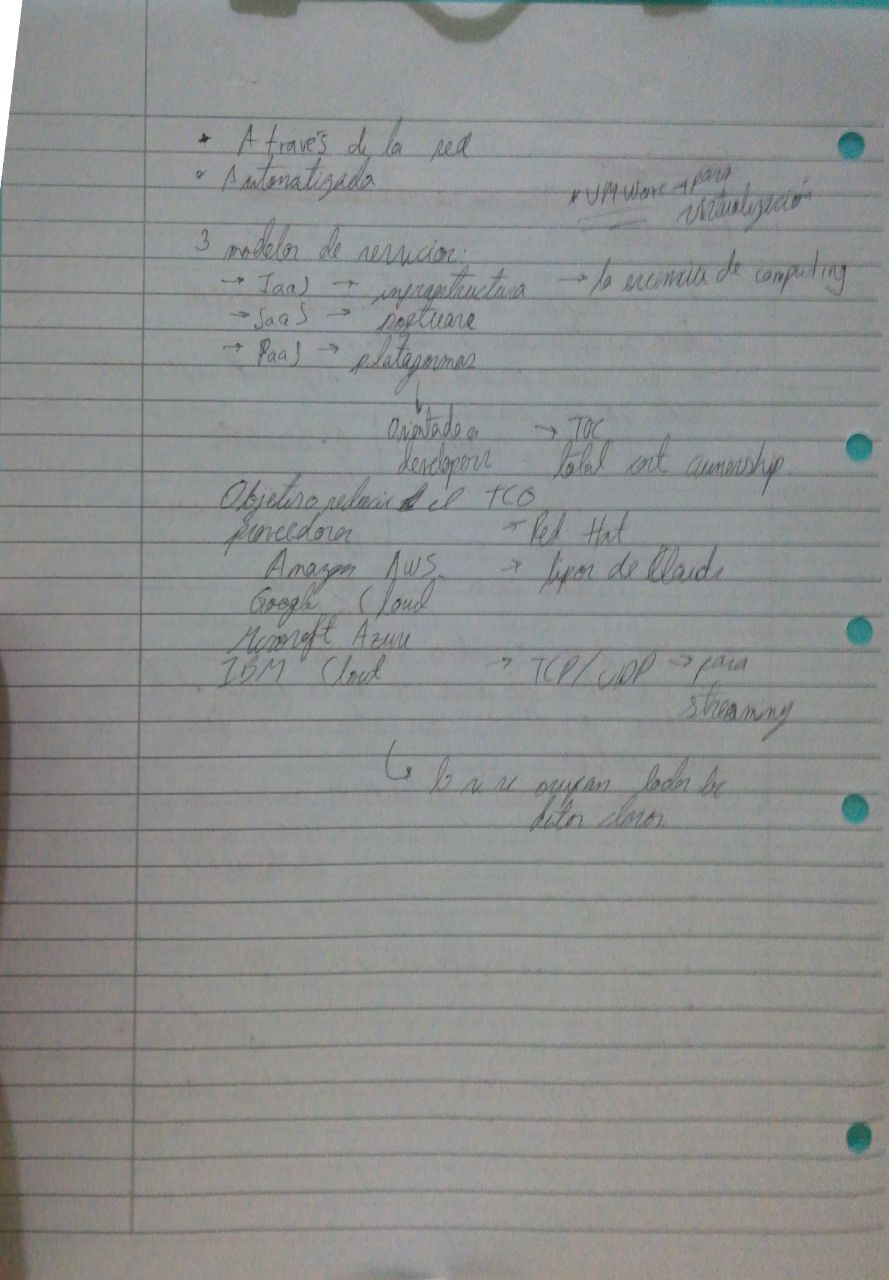 * A través de la red
* Automatizada
* VMWare → para
virtualización
3 modelos de servicios:
→ IaaS → infraestructura → la esencia de computing
→ SaaS → software
→ PaaS → plataformas
↓
Orientado a → TOC
developers total cost ownership.
Objetivo reducir el TCO
proveedores → Red Hat
Amazon AWS → tipos de Clouds
Google Cloud
Microsoft Azure
IBM Cloud → TCP/UDP → para
streaming
↳ no se ocupan todos los
datos